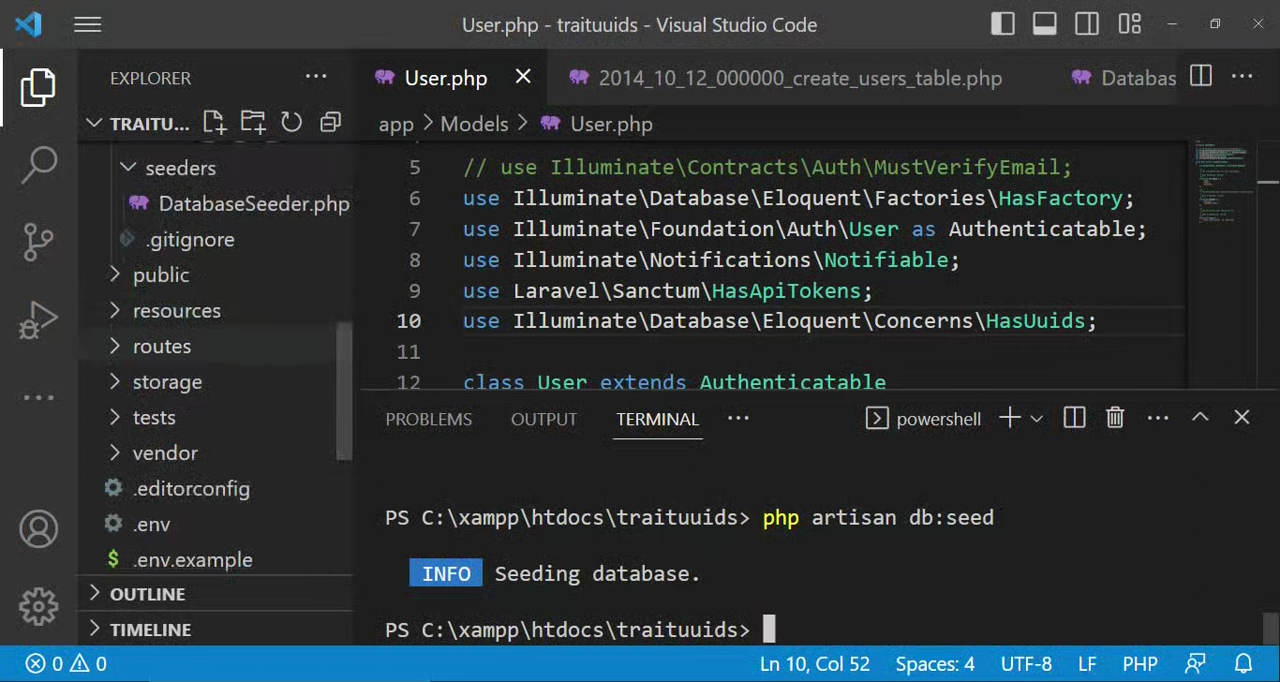 User.php - traituuids - Visual Studio Code
EXPLORER
TRAITU...
seeders
DatabaseSeeder.php
.gitignore
public
resources
routes
storage
tests
vendor
.editorconfig
.env
.env.example
OUTLINE
TIMELINE
User.php
2014_10_12_000000_create_users_table.php
Databas
app > Models > User.php
5 // use Illuminate\Contracts\Auth\MustVerifyEmail;
6 use Illuminate\Database\Eloquent\Factories\HasFactory;
7 use Illuminate\Foundation\Auth\User as Authenticatable;
8 use Illuminate\Notifications\Notifiable;
9 use Laravel\Sanctum\HasApiTokens;
10 use Illuminate\Database\Eloquent\Concerns\HasUuids;
11
12 class User extends Authenticatable
PROBLEMS OUTPUT TERMINAL ... powershell
PS C:\xampp\htdocs\traituuids> php artisan db:seed
INFO Seeding database.
PS C:\xampp\htdocs\traituuids>
0 0 Ln 10, Col 52 Spaces: 4 UTF-8 LF PHP